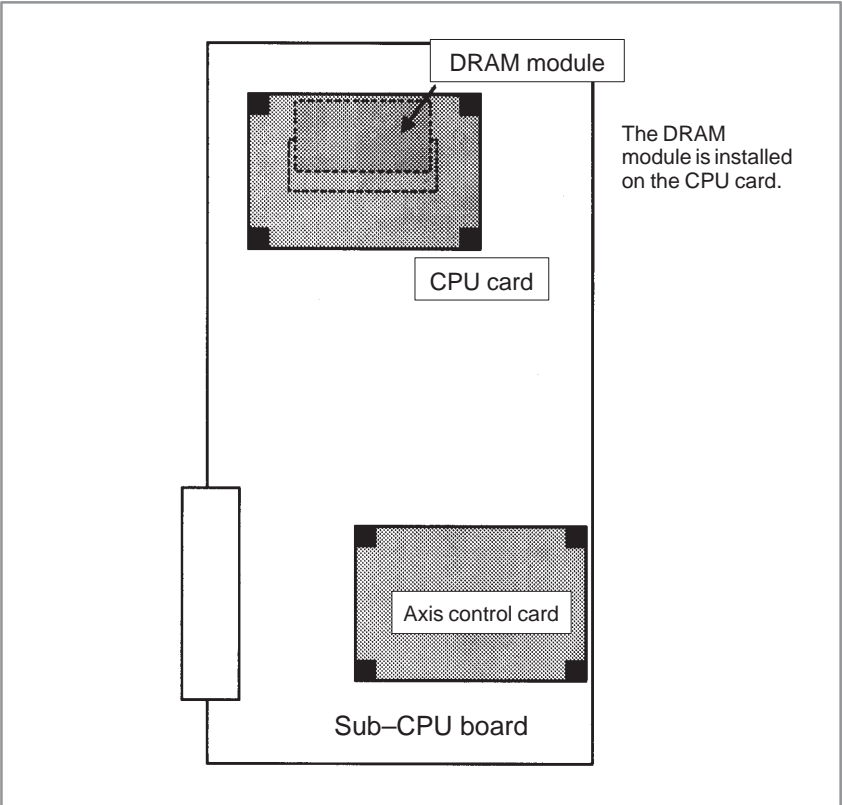 DRAM module
The DRAM
module is installed
on the CPU card.
CPU card
Axis control card
Sub–CPU board